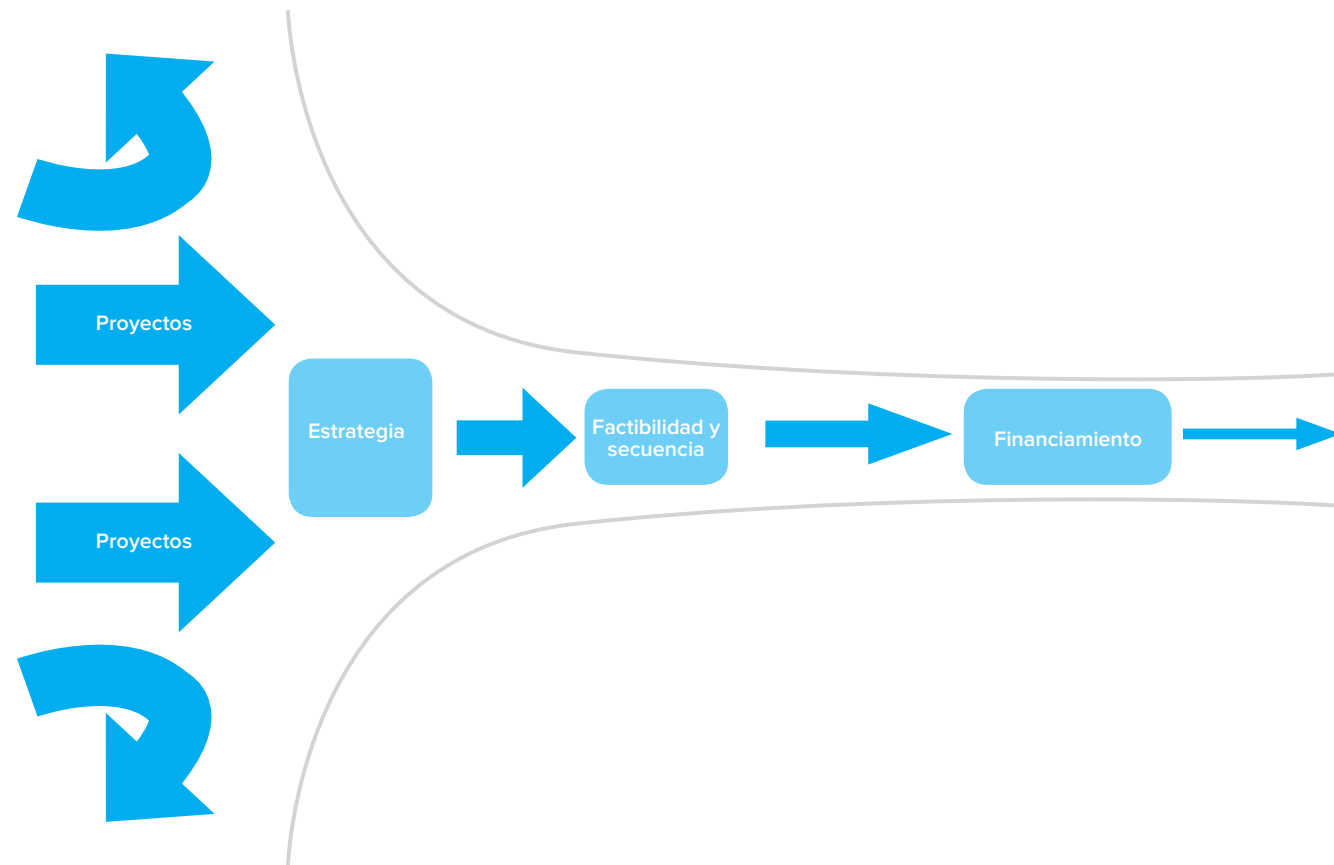 Proyectos
Estrategia
Factibilidad y
secuencia
Financiamiento
Proyectos